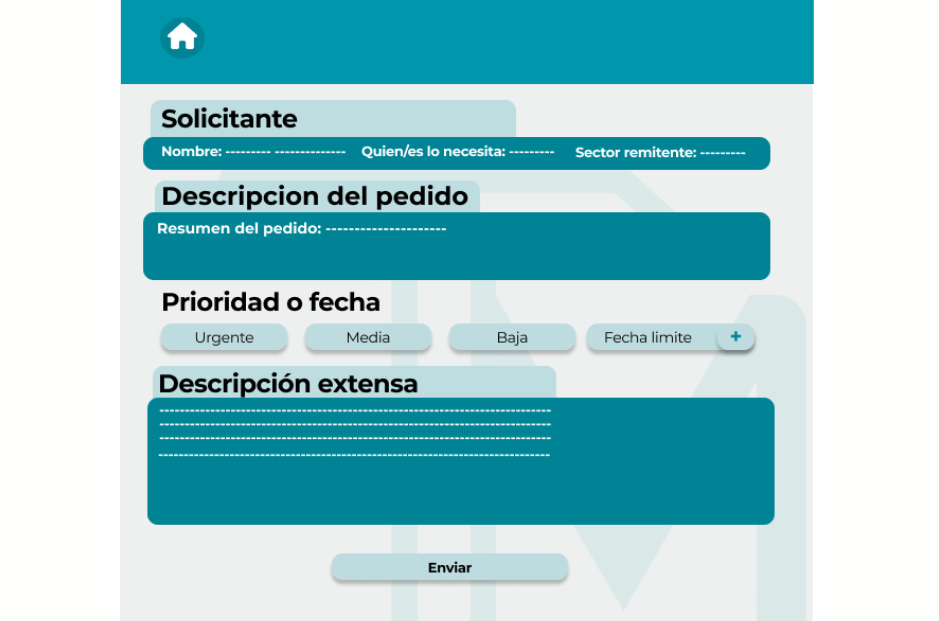 Solicitante
Nombre: --------- -------------- Quien/es lo necesita: --------- Sector remitente: ---------
Descripcion del pedido
Resumen del pedido: ---------------------
Prioridad o fecha
Urgente Media Baja Fecha limite +
Descripción extensa
--------------------------------------------------------------------------------
--------------------------------------------------------------------------------
--------------------------------------------------------------------------------
--------------------------------------------------------------------------------
Enviar